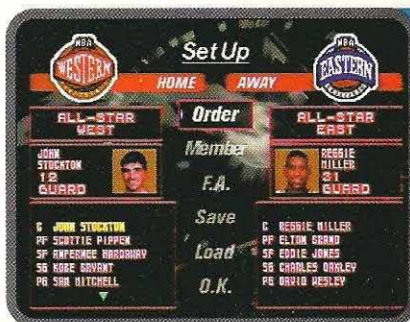 NBA
WESTERN
Set Up
NBA
EASTERN
HOME AWAY
ALL-STAR
WEST
Order
ALL-STAR
EAST
JOHN
STOCKTON
12
GUARD
Member
REGGIE
MILLER
31
GUARD
F.A.
Save
Load
O.K.
C JOHN STOCKTON
PF SCOTTIE PIPPEN
SF ANFERNEE HARDAWAY
SG KOBE BRYANT
PG SAM MITCHELL
C REGGIE MILLER
PF ELTON BRAND
SF EDDIE JONES
SG CHARLES OAKLEY
PG DAVID WESLEY